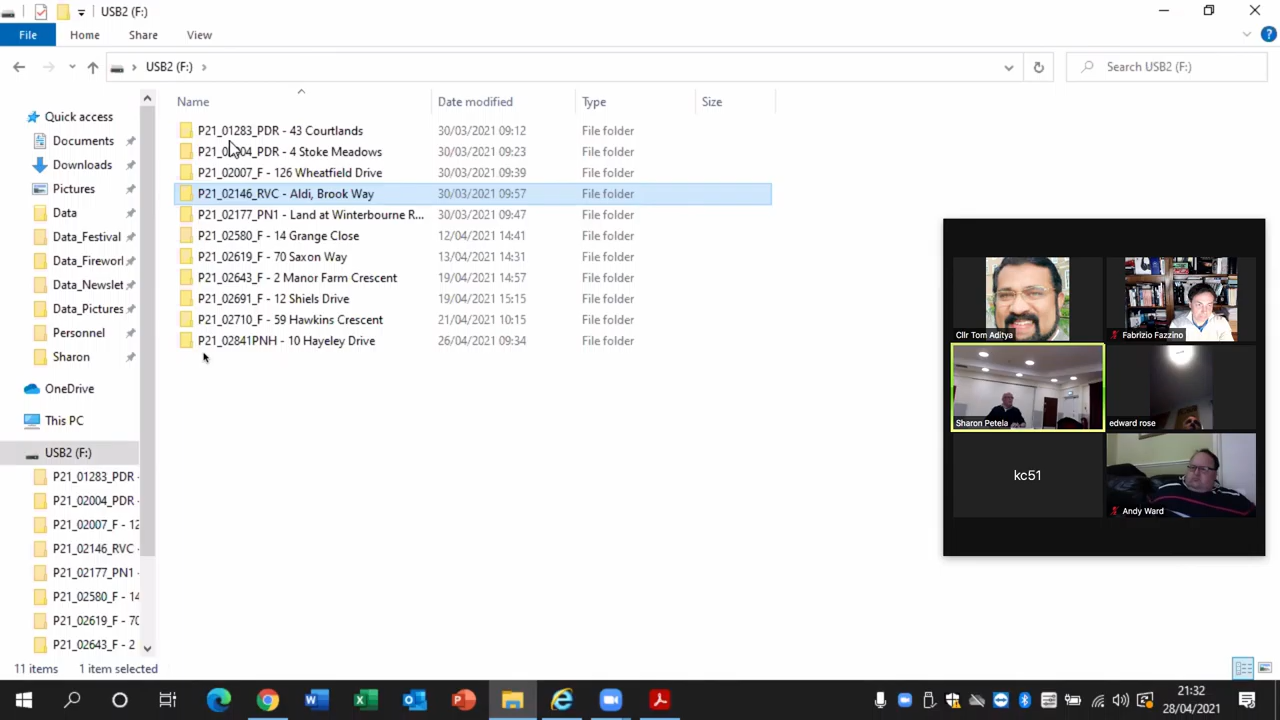 USB2 (F:)
File Home Share View
USB2 (F:) Search USB2 (F:)
Name Date modified Type Size
P21_01283_PDR - 43 Courtlands 30/03/2021 09:12 File folder
04_PDR - 4 Stoke Meadows 30/03/2021 09:23 File folder
P21_02007_F - 126 Wheatfield Drive 30/03/2021 09:39 File folder
P21_02146_RVC - Aldi, Brook Way 30/03/2021 09:57 File folder
P21_02177_PN1 - Land at Winterbourne R... 30/03/2021 09:47 File folder
P21_02580_F - 14 Grange Close 12/04/2021 14:41 File folder
P21_02619_F - 70 Saxon Way 13/04/2021 14:31 File folder
P21_02643_F - 2 Manor Farm Crescent 19/04/2021 14:57 File folder
P21_02691_F - 12 Shiels Drive 19/04/2021 15:15 File folder
P21_02710_F - 59 Hawkins Crescent 21/04/2021 10:15 File folder
P21_02841PNH - 10 Hayeley Drive 26/04/2021 09:34 File folder
Quick access
Documents
Downloads
Pictures
Data
Data_Festival
Data_Firewor
Data_Newslet
Data_Pictures
Personnel
Sharon
OneDrive
This PC
USB2 (F:)
P21_01283_PDR -
P21_02004_PDR -
P21_02007_F - 12
P21_02146_RVC -
P21_02177_PN1 -
P21_02580_F - 14
P21_02619_F - 70
P21_02643_F - 2
11 items 1 item selected
Cllr Tom Aditya
Fabrizio Fazzino
Sharon Petela
edward rose
kc51
Andy Ward
21:32
28/04/2021